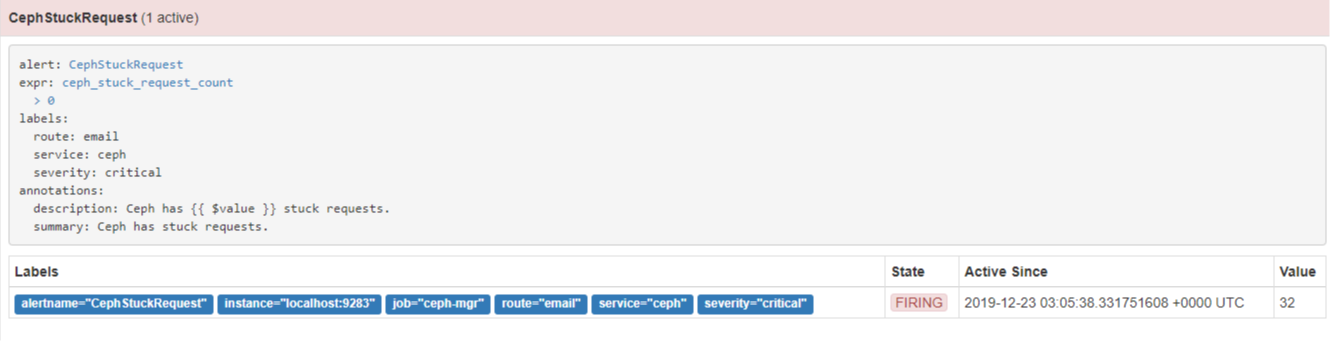 CephStuckRequest (1 active)
alert: CephStuckRequest
expr: ceph_stuck_request_count
> 0
labels:
route: email
service: ceph
severity: critical
annotations:
description: Ceph has {{ $value }} stuck requests.
summary: Ceph has stuck requests.
Labels State Active Since Value
alertname="CephStuckRequest" instance="localhost:9283" job="ceph-mgr" route="email" service="ceph" severity="critical" FIRING 2019-12-23 03:05:38.331751608 +0000 UTC 32